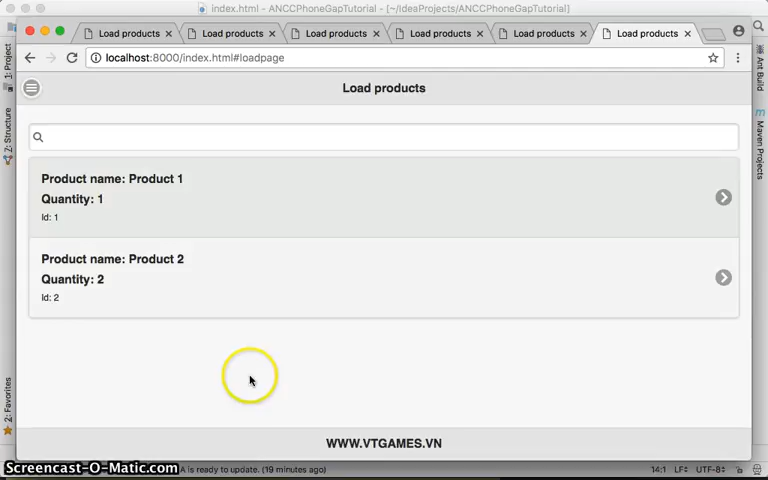 index.html - ANCCPhoneGapTutorial - [~/IdeaProjects/ANCCPhoneGapTutorial]
Load products Load products Load products Load products Load products Load products
localhost:8000/index.html#loadpage
Load products
Product name: Product 1
Quantity: 1
Id: 1
Product name: Product 2
Quantity: 2
Id: 2
WWW.VTGAMES.VN
1: Project
7: Structure
2: Favorites
Ant Build
Maven Projects
Screencast-O-Matic.com
A is ready to update. (19 minutes ago) 14:1 LF÷ UTF-8÷